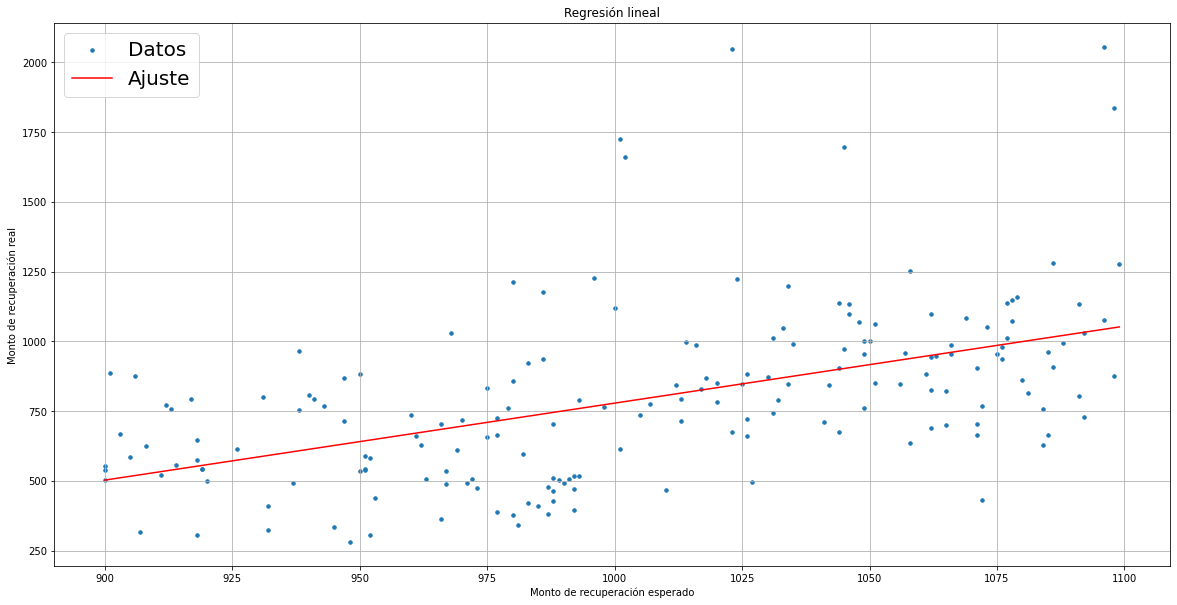 Regresión lineal
Datos
Ajuste
Monto de recuperación real
2000
1750
1500
1250
1000
750
500
250
900 925 950 975 1000 1025 1050 1075 1100
Monto de recuperación esperado